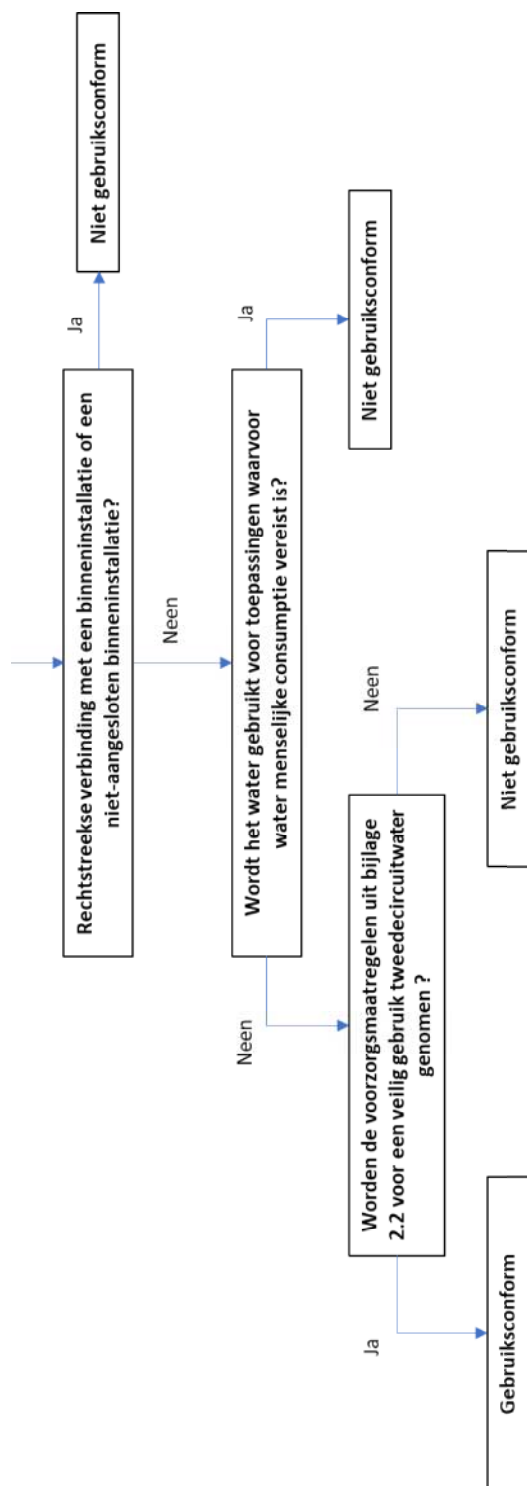 Rechtstreekse verbinding met een binneninstallatie of een
niet-aangesloten binneninstallatie?
Ja
Niet gebruiksconform
Neen
Wordt het water gebruikt voor toepassingen waarvoor
water menselijke consumptie vereist is?
Ja
Niet gebruiksconform
Neen
Worden de voorzorgsmaatregelen uit bijlage
2.2 voor een veilig gebruik tweedecircuitwater
genomen ?
Neen
Niet gebruiksconform
Ja
Gebruiksconform